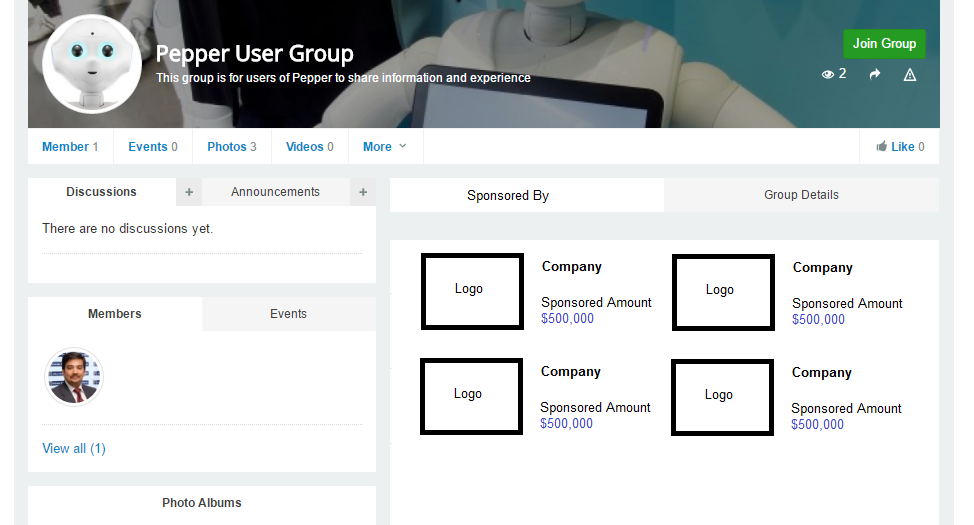 Pepper User Group
This group is for users of Pepper to share information and experience
Join Group
2
Member 1
Events 0
Photos 3
Videos 0
More
Like 0
Discussions
+
Announcements
+
There are no discussions yet.
Members
Events
View all (1)
Photo Albums
Sponsored By
Group Details
Logo
Company
Sponsored Amount
$500,000
Logo
Company
Sponsored Amount
$500,000
Logo
Company
Sponsored Amount
$500,000
Logo
Company
Sponsored Amount
$500,000